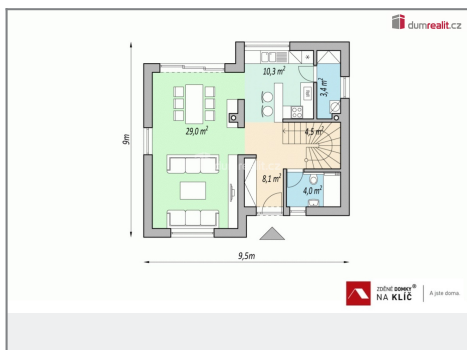 dumrealit.cz
10,3 m²
3,4 m²
29,0 m²
4,5 m²
8,1 m²
4,0 m²
9m
9,5m
ZDĚNÉ DOMKY®
NA KLÍČ
A jste doma.